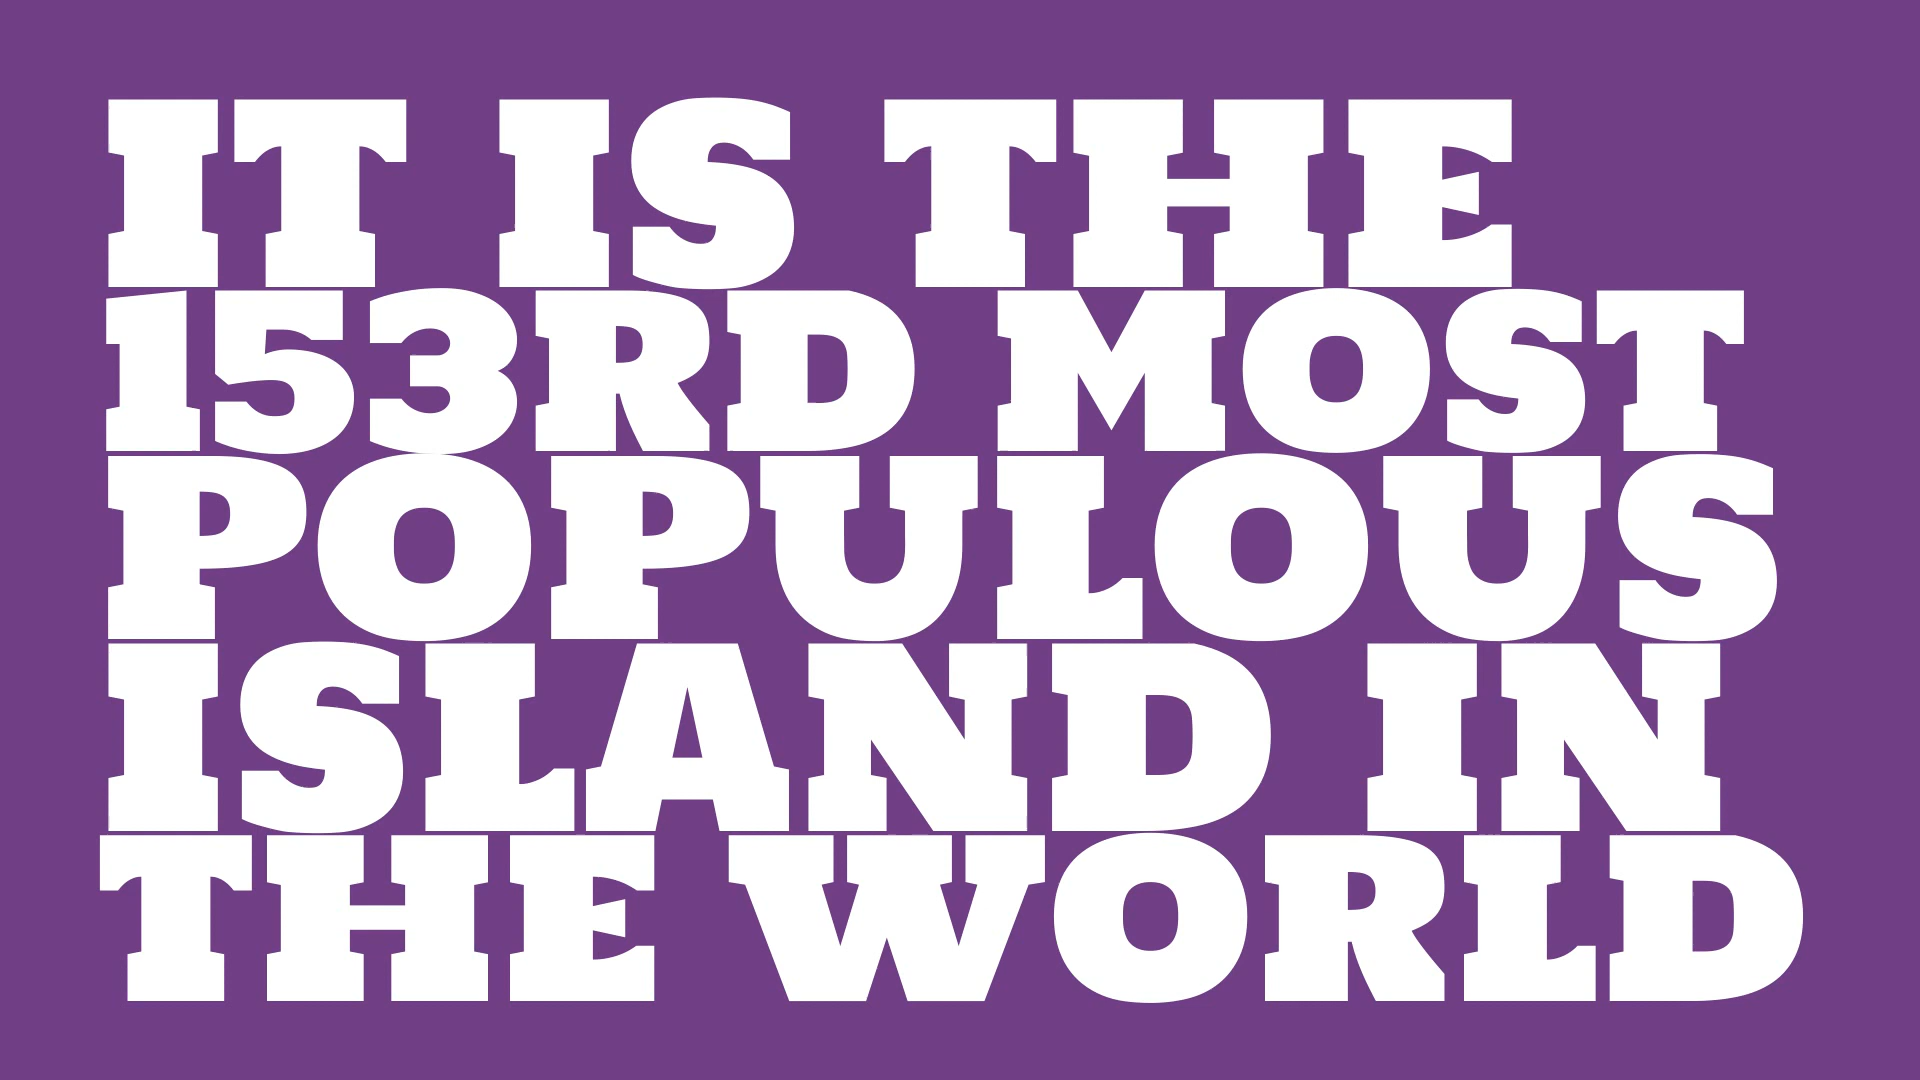 IT IS THE
153RD MOST
POPULOUS
ISLAND IN
THE WORLD